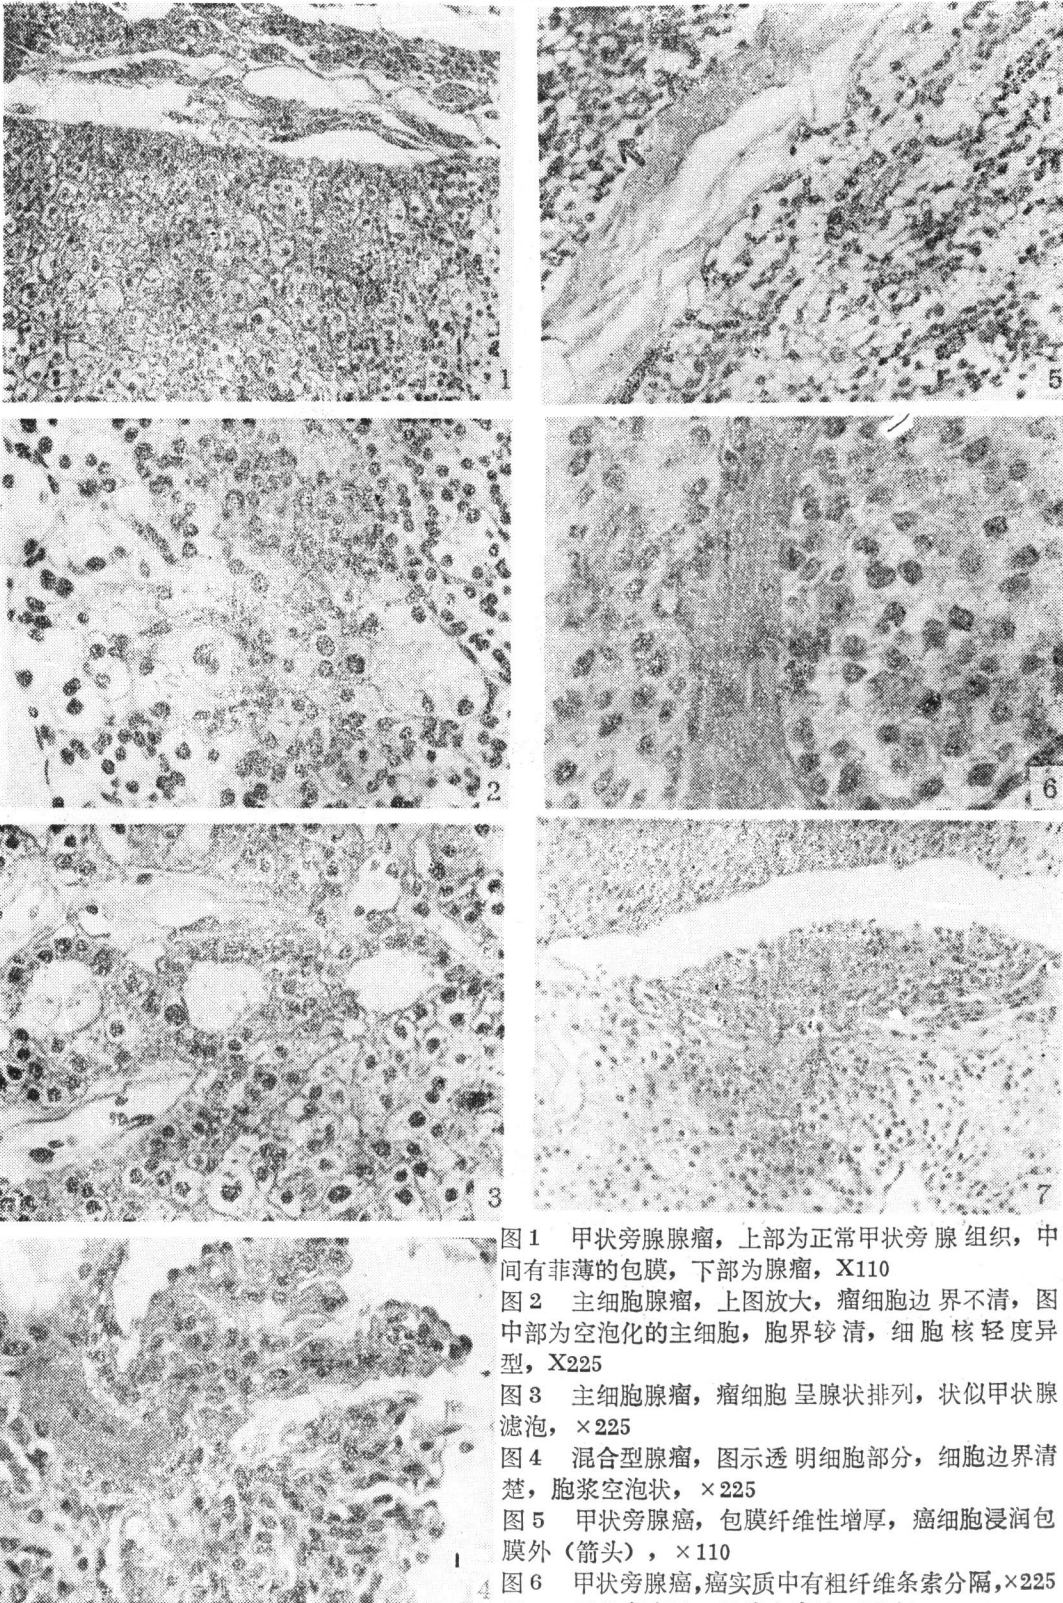 1
5
2
6
3
7
4
图1 甲状旁腺腺瘤，上部为正常甲状旁腺组织，中
间有菲薄的包膜，下部为腺瘤，X110
图2 主细胞腺瘤，上图放大，瘤细胞边界不清，图
中部为空泡化的主细胞，胞界较清，细胞核轻度异
型，X225
图3 主细胞腺瘤，瘤细胞呈腺状排列，状似甲状腺
滤泡，×225
图4 混合型腺瘤，图示透明细胞部分，细胞边界清
楚，胞浆空泡状，×225
图5 甲状旁腺癌，包膜纤维性增厚，癌细胞浸润包
膜外（箭头），×110
图6 甲状旁腺癌，癌实质中有粗纤维条索分隔，×225